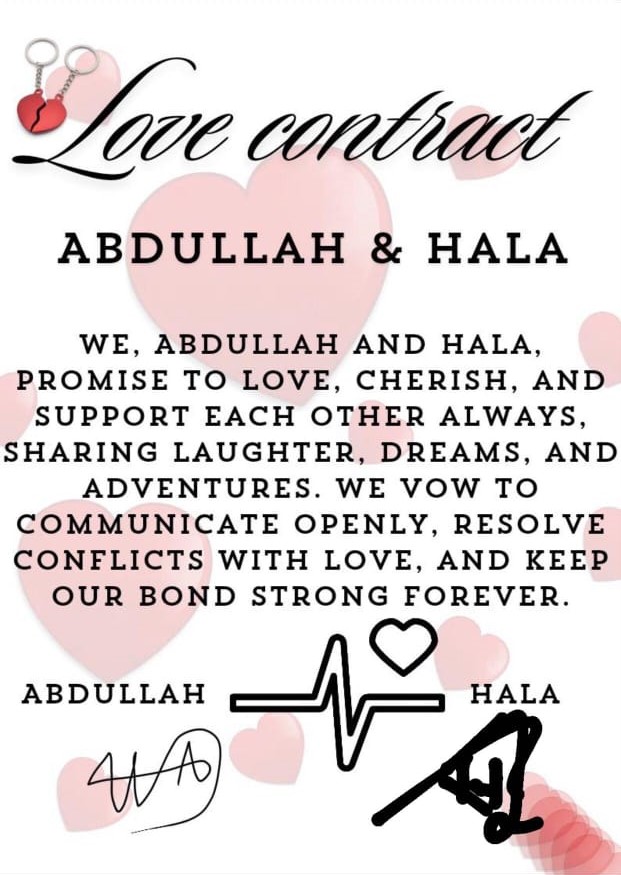 Love contract
ABDULLAH & HALA
WE, ABDULLAH AND HALA,
PROMISE TO LOVE, CHERISH, AND
SUPPORT EACH OTHER ALWAYS,
SHARING LAUGHTER, DREAMS, AND
ADVENTURES. WE VOW TO
COMMUNICATE OPENLY, RESOLVE
CONFLICTS WITH LOVE, AND KEEP
OUR BOND STRONG FOREVER.
ABDULLAH HALA